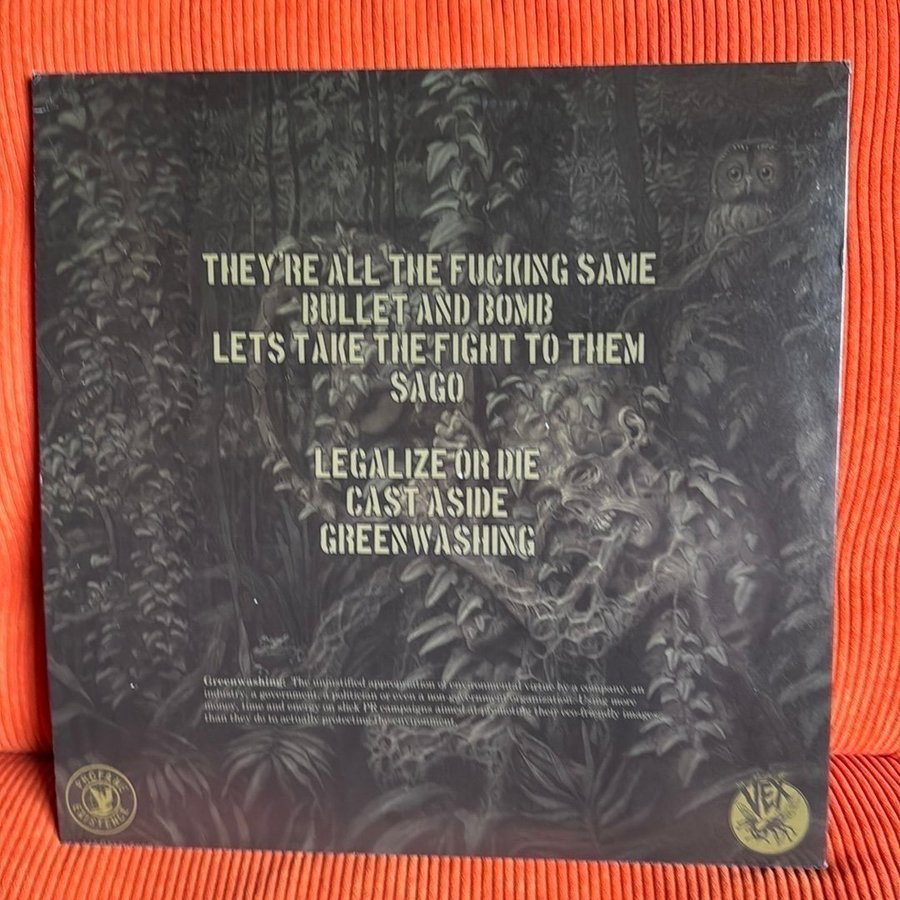 THEY'RE ALL THE FUCKING SAME
BULLET AND BOMB
LETS TAKE THE FIGHT TO THEM
SAGO
LEGALIZE OR DIE
CAST ASIDE
GREENWASHING
Greenwashing: The unjustified appropriation of environmental virtue by a company, an
industry, a government, a politician or even a non-government organization. Using more
money, time and energy on slick PR campaigns aimed at promoting their eco-friendly images,
than they do to actually protecting the environment.
PROFANE
EXISTENCE
VEX